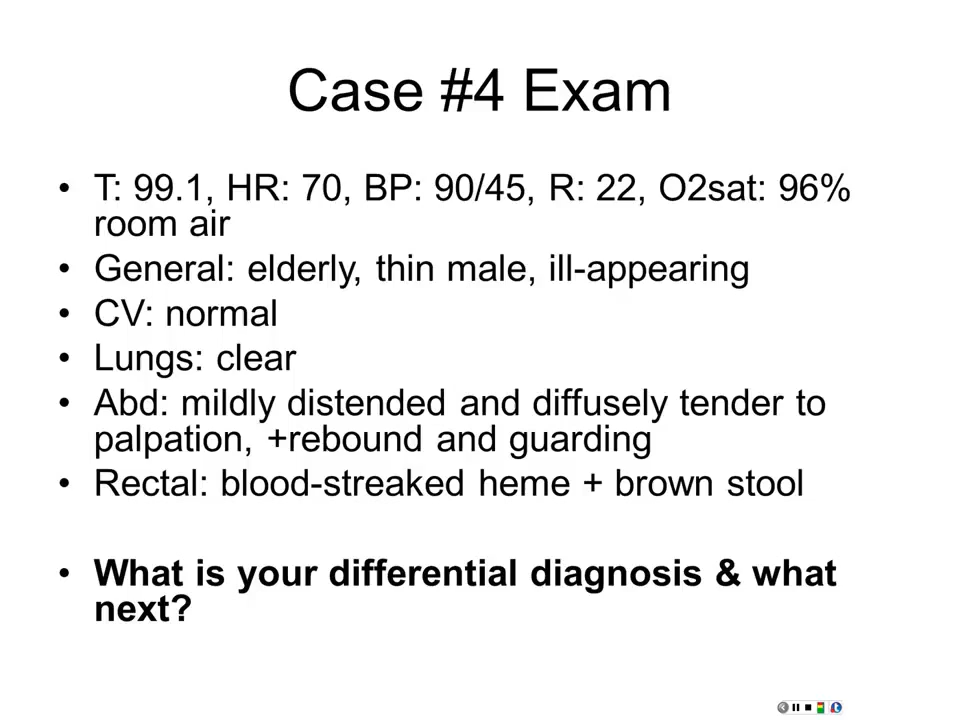 Case #4 Exam
• T: 99.1, HR: 70, BP: 90/45, R: 22, O2sat: 96%
room air
• General: elderly, thin male, ill-appearing
• CV: normal
• Lungs: clear
• Abd: mildly distended and diffusely tender to
palpation, +rebound and guarding
• Rectal: blood-streaked heme + brown stool
• What is your differential diagnosis & what
next?